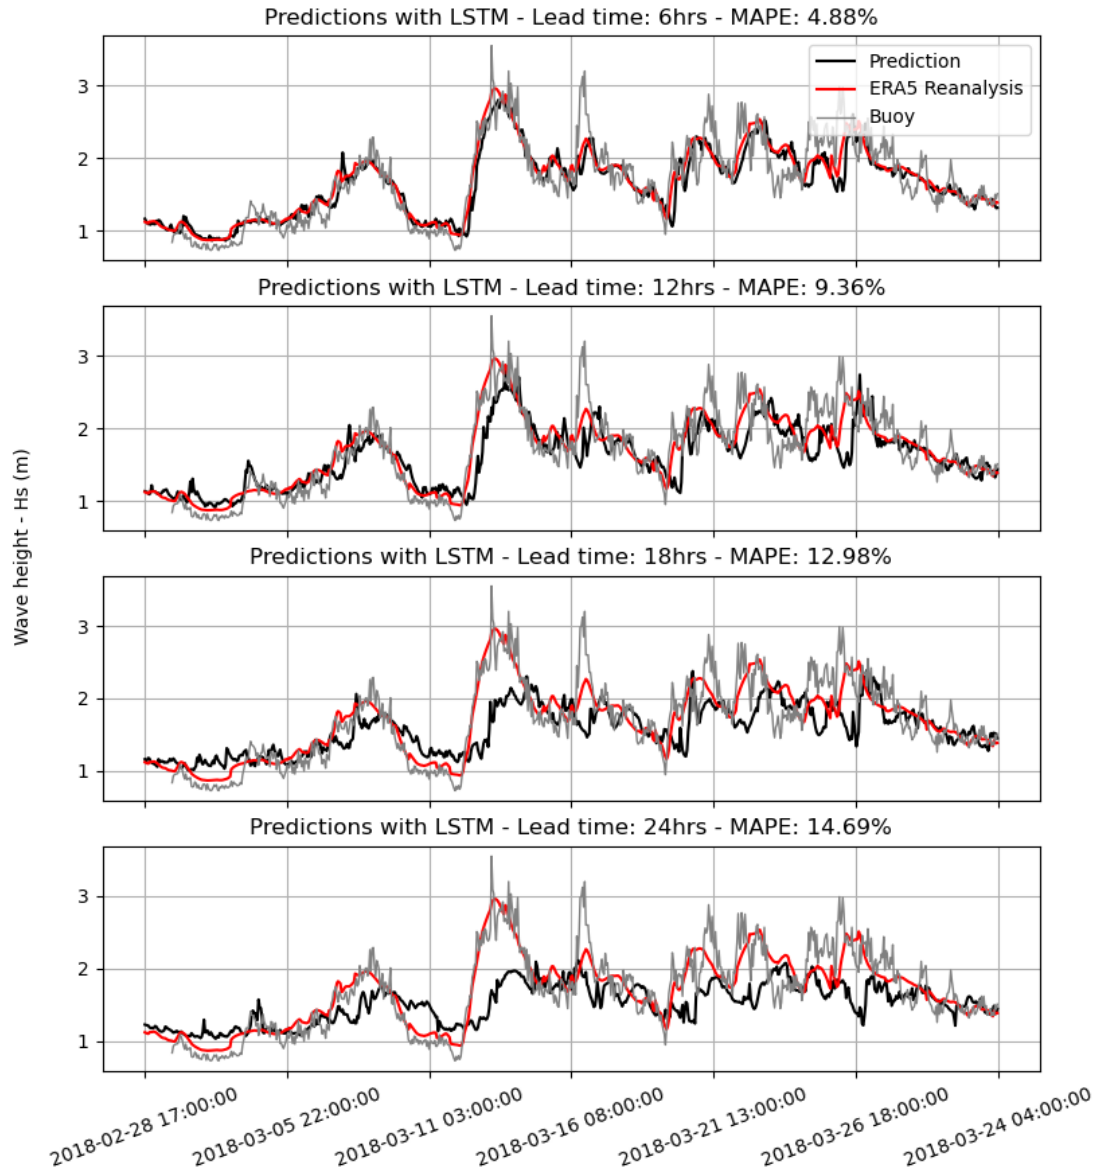 Predictions with LSTM - Lead time: 6hrs - MAPE: 4.88%
3
2
1
Prediction
ERA5 Reanalysis
Buoy
Predictions with LSTM - Lead time: 12hrs - MAPE: 9.36%
3
2
1
Wave height - Hs (m)
Predictions with LSTM - Lead time: 18hrs - MAPE: 12.98%
3
2
1
Predictions with LSTM - Lead time: 24hrs - MAPE: 14.69%
3
2
1
2018-02-28 17:00:00
2018-03-05 22:00:00
2018-03-11 03:00:00
2018-03-16 08:00:00
2018-03-21 13:00:00
2018-03-26 18:00:00
2018-03-24 04:00:00